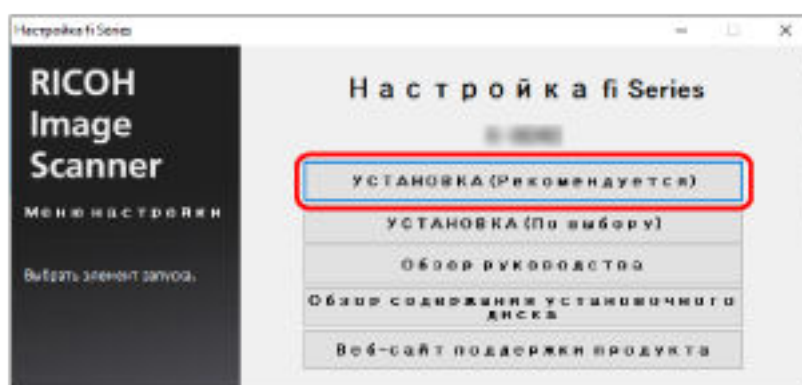 Настройка fi Series
RICOH
Image
Scanner
Меню настройки
Выбрать элемент запуска.
Настройка fi Series
УСТАНОВКА (Рекомендуется)
УСТАНОВКА (По выбору)
Обзор руководства
Обзор содержания установочного
диска
Веб-сайт поддержки продукта